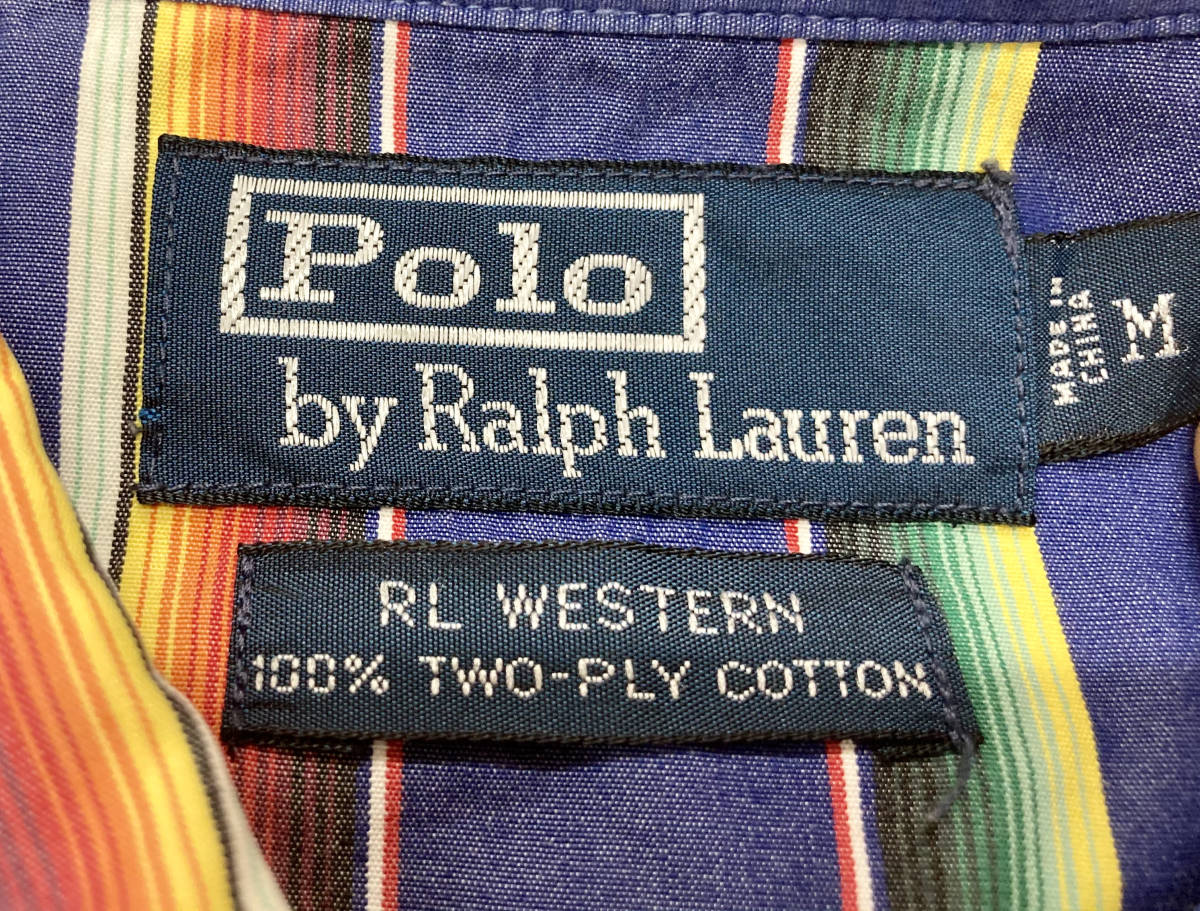 Polo
by Ralph Lauren
MADE IN
CHINA
M
RL WESTERN
100% TWO-PLY COTTON